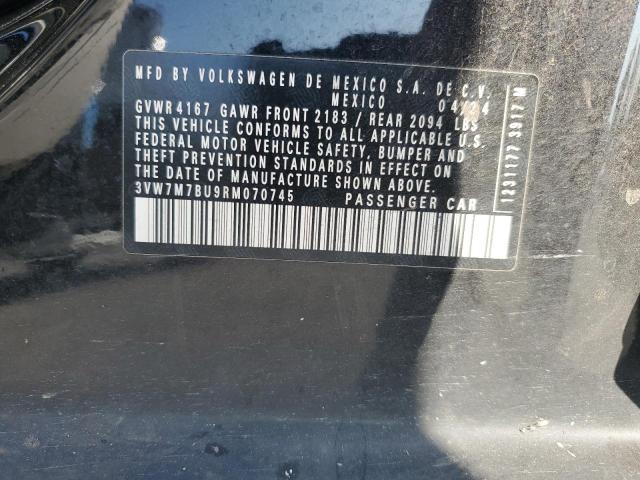 MFD BY VOLKSWAGEN DE MEXICO S.A. DE C.V.
MEXICO 04/24
GVWR 4167 GAWR FRONT 2183 / REAR 2094 LBS
THIS VEHICLE CONFORMS TO ALL APPLICABLE U.S.
FEDERAL MOTOR VEHICLE SAFETY, BUMPER AND
THEFT PREVENTION STANDARDS IN EFFECT ON
THE DATE OF MANUFACTURE SHOWN ABOVE.
3VW7M7BU9RM070745 PASSENGER CAR
1231177 3917 M